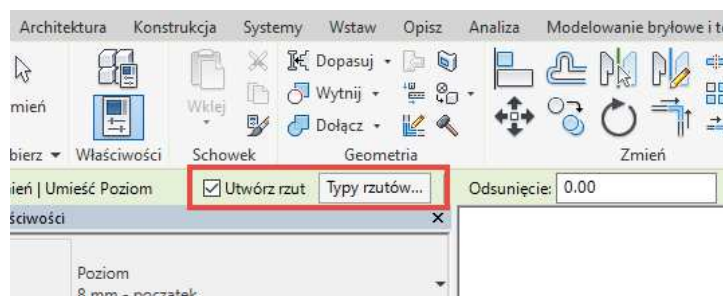 Architektura Konstrukcja Systemy Wstaw Opisz Analiza Modelowanie bryłowe i t
Dopasuj
mień Wklej Wytnij
Dołącz
bierz Właściwości Schowek Geometria Zmień
ień | Umieść Poziom Utwórz rzut Typy rzutów... Odsunięcie: 0.00
ściwości
Poziom
8 mm - początek